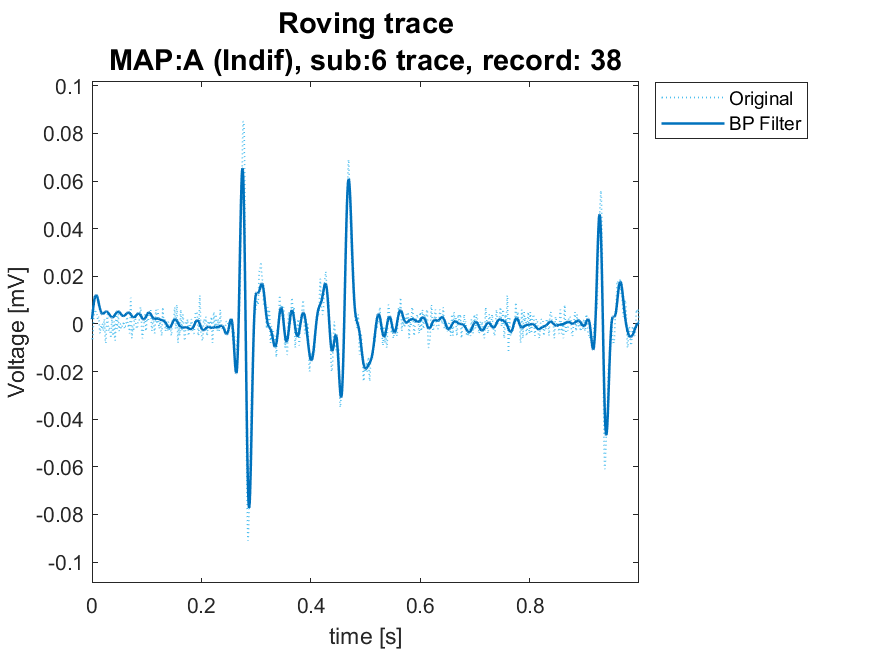 Roving trace
MAP:A (Indif), sub:6 trace, record: 38
Original
BP Filter
0.1
0.08
0.06
0.04
0.02
0
-0.02
-0.04
-0.06
-0.08
-0.1
Voltage [mV]
0 0.2 0.4 0.6 0.8
time [s]